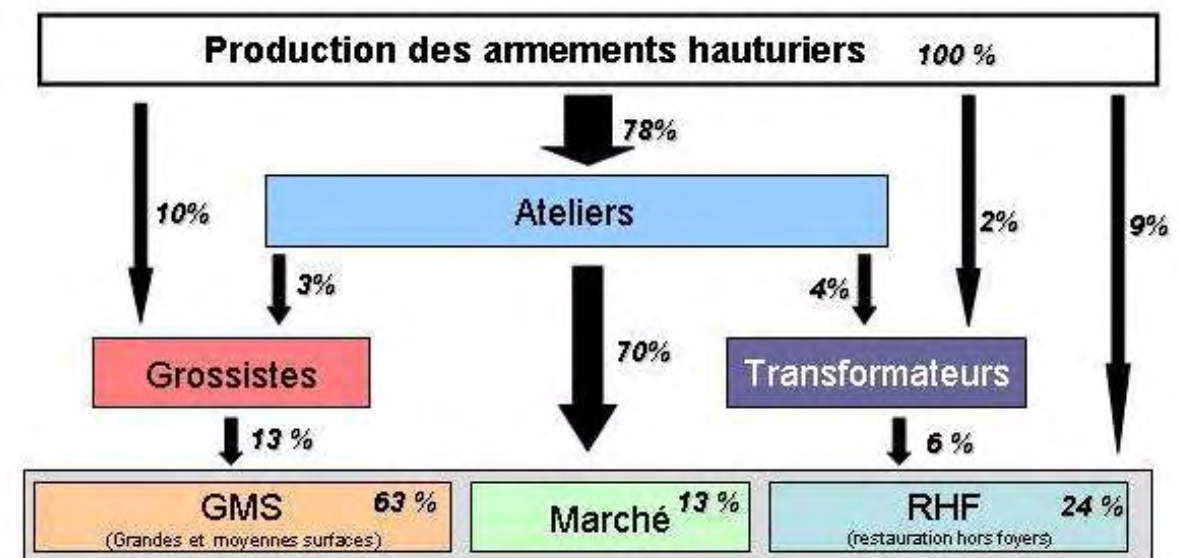 Production des armements hauturiers 100 %
78%
10%
Ateliers
2%
9%
3%
4%
70%
Grossistes
Transformateurs
13 %
6 %
GMS 63 %
(Grandes et moyennes surfaces)
Marché 13 %
RHF 24 %
(restauration hors foyers)